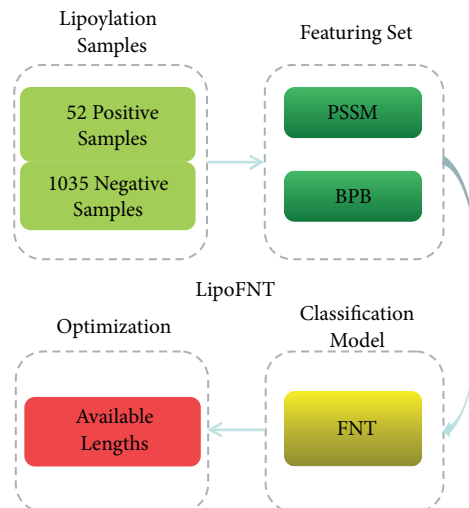 Lipoylation
Samples
52 Positive
Samples
1035 Negative
Samples
Featuring Set
PSSM
BPB
LipoFNT
Optimization
Available
Lengths
Classification
Model
FNT